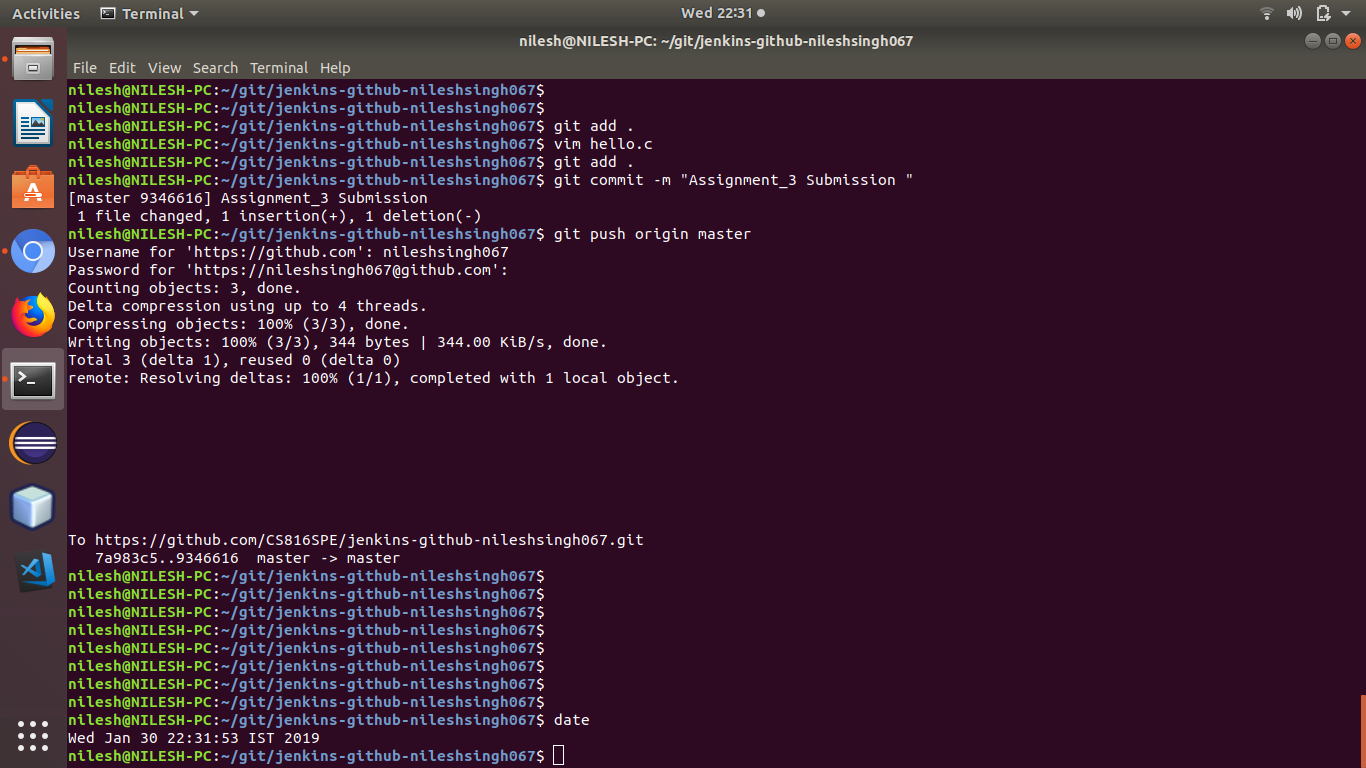 Activities Terminal Wed 22:31
nilesh@NILESH-PC: ~/git/jenkins-github-nileshsingh067
File Edit View Search Terminal Help
nilesh@NILESH-PC:~/git/jenkins-github-nileshsingh067$
nilesh@NILESH-PC:~/git/jenkins-github-nileshsingh067$
nilesh@NILESH-PC:~/git/jenkins-github-nileshsingh067$ git add .
nilesh@NILESH-PC:~/git/jenkins-github-nileshsingh067$ vim hello.c
nilesh@NILESH-PC:~/git/jenkins-github-nileshsingh067$ git add .
nilesh@NILESH-PC:~/git/jenkins-github-nileshsingh067$ git commit -m "Assignment_3 Submission "
[master 9346616] Assignment_3 Submission
 1 file changed, 1 insertion(+), 1 deletion(-)
nilesh@NILESH-PC:~/git/jenkins-github-nileshsingh067$ git push origin master
Username for 'https://github.com': nileshsingh067
Password for 'https://nileshsingh067@github.com':
Counting objects: 3, done.
Delta compression using up to 4 threads.
Compressing objects: 100% (3/3), done.
Writing objects: 100% (3/3), 344 bytes | 344.00 KiB/s, done.
Total 3 (delta 1), reused 0 (delta 0)
remote: Resolving deltas: 100% (1/1), completed with 1 local object.
To https://github.com/CS816SPE/jenkins-github-nileshsingh067.git
   7a983c5..9346616  master -> master
nilesh@NILESH-PC:~/git/jenkins-github-nileshsingh067$
nilesh@NILESH-PC:~/git/jenkins-github-nileshsingh067$
nilesh@NILESH-PC:~/git/jenkins-github-nileshsingh067$
nilesh@NILESH-PC:~/git/jenkins-github-nileshsingh067$
nilesh@NILESH-PC:~/git/jenkins-github-nileshsingh067$
nilesh@NILESH-PC:~/git/jenkins-github-nileshsingh067$
nilesh@NILESH-PC:~/git/jenkins-github-nileshsingh067$
nilesh@NILESH-PC:~/git/jenkins-github-nileshsingh067$
nilesh@NILESH-PC:~/git/jenkins-github-nileshsingh067$ date
Wed Jan 30 22:31:53 IST 2019
nilesh@NILESH-PC:~/git/jenkins-github-nileshsingh067$